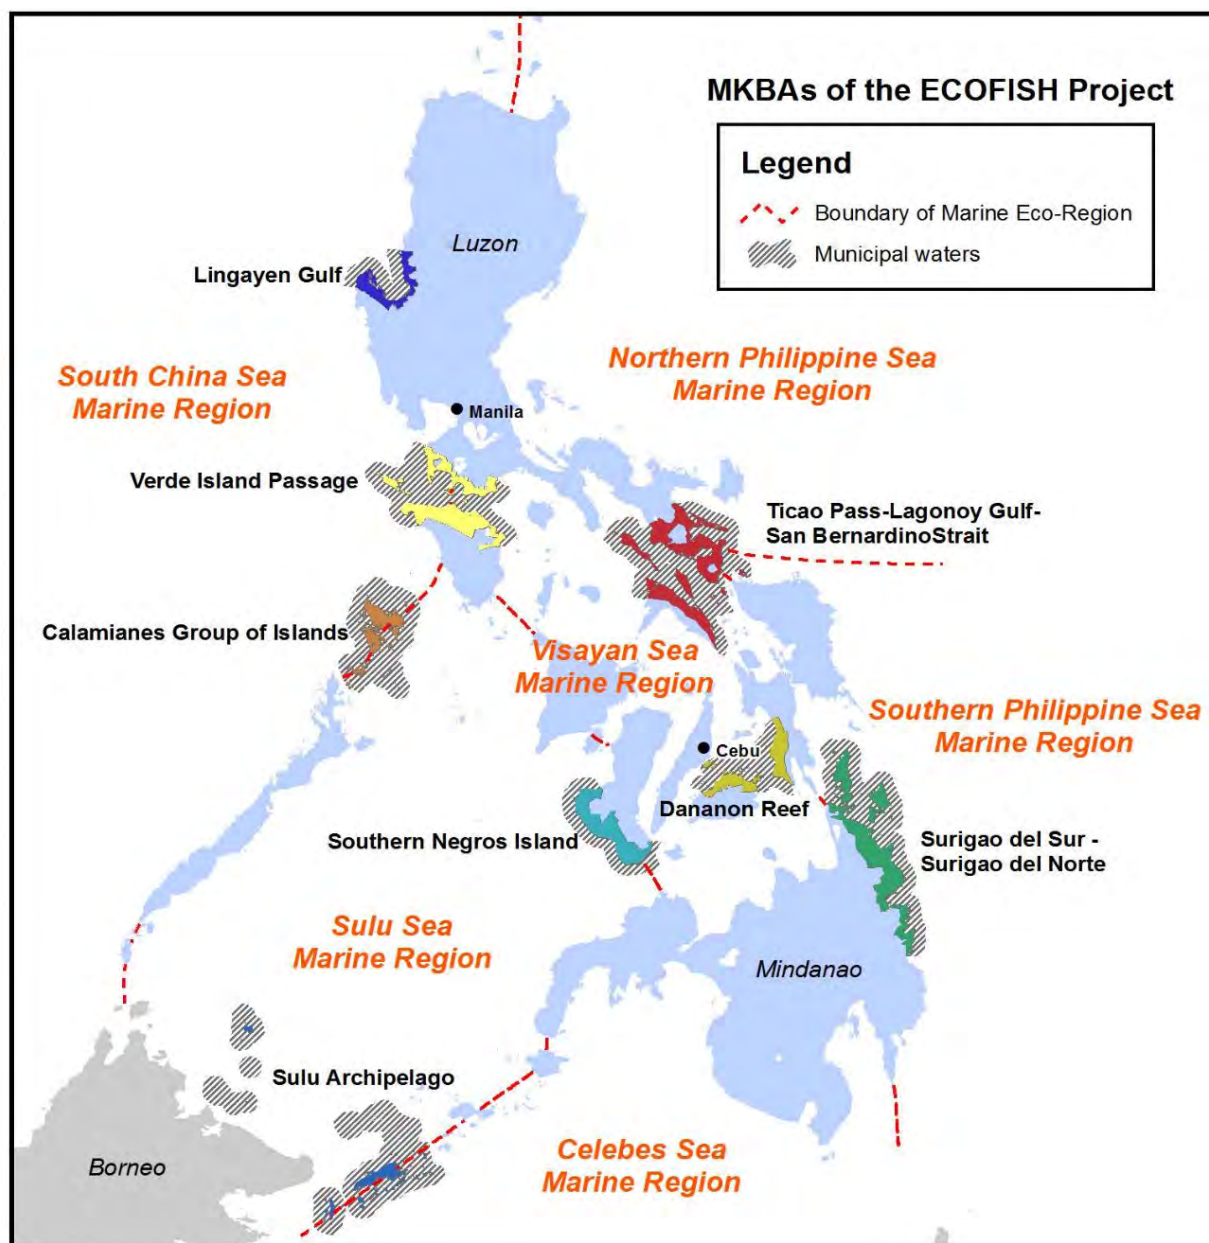 MKBAs of the ECOFISH Project
Legend
Boundary of Marine Eco-Region
Municipal waters
Luzon
Lingayen Gulf
South China Sea
Marine Region
Northern Philippine Sea
Marine Region
Manila
Verde Island Passage
Ticao Pass-Lagonoy Gulf-
San BernardinoStrait
Calamianes Group of Islands
Visayan Sea
Marine Region
Southern Philippine Sea
Marine Region
Cebu
Dananon Reef
Southern Negros Island
Surigao del Sur -
Surigao del Norte
Sulu Sea
Marine Region
Mindanao
Sulu Archipelago
Borneo
Celebes Sea
Marine Region